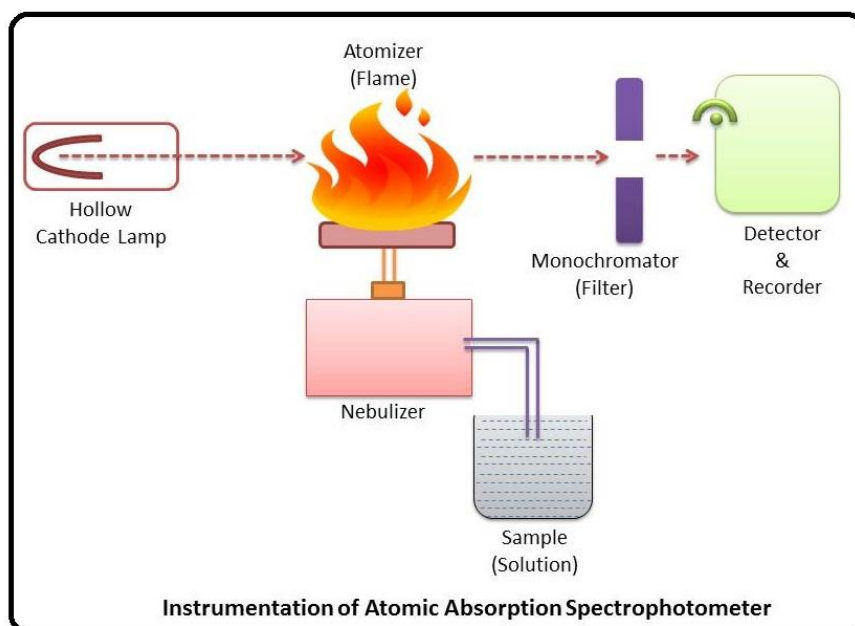 Atomizer
(Flame)
Hollow
Cathode Lamp
Monochromator
(Filter)
Detector
&
Recorder
Nebulizer
Sample
(Solution)
Instrumentation of Atomic Absorption Spectrophotometer